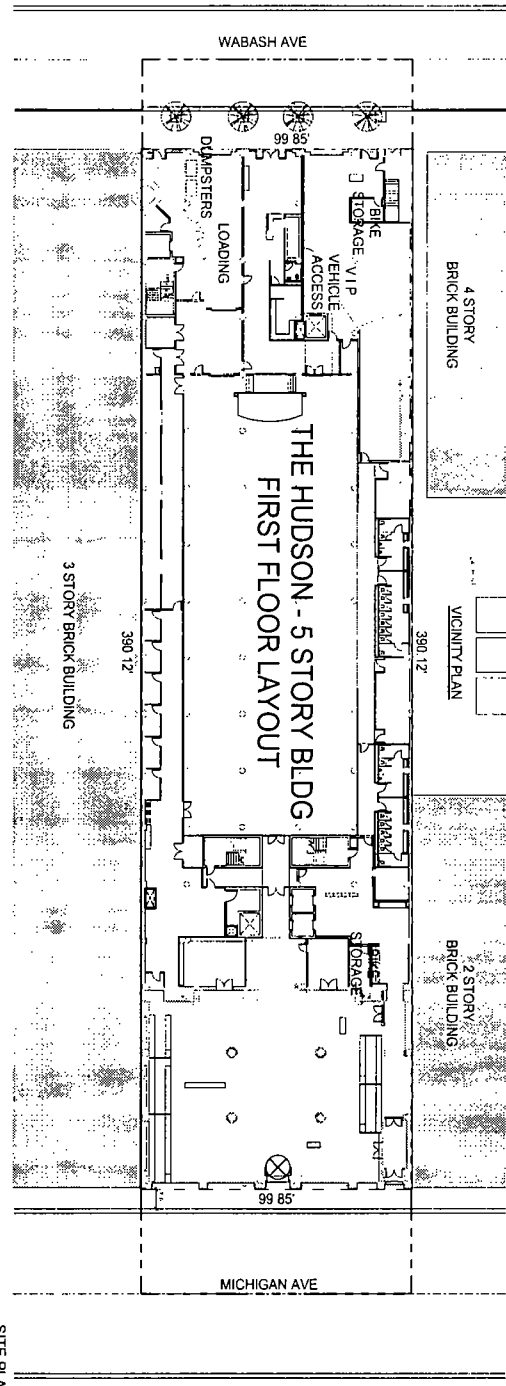 WABASH AVE
99 85'
DUMPSTERS
LOADING
BIKE
STORAGE
V I P
VEHICLE
ACCESS
4 STORY
BRICK BUILDING
THE HUDSON - 5 STORY BLDG
FIRST FLOOR LAYOUT
VICINITY PLAN
3 STORY BRICK BUILDING
390 12'
390 12'
BIKE
STORAGE
2 STORY
BRICK BUILDING
99 85'
MICHIGAN AVE